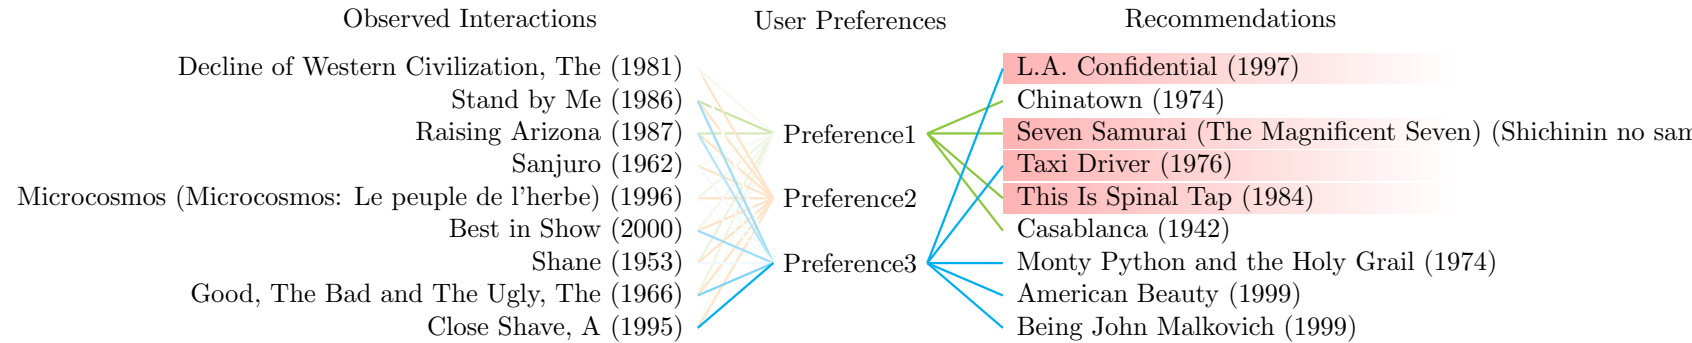 Observed Interactions
User Preferences
Recommendations
Decline of Western Civilization, The (1981)
Stand by Me (1986)
Raising Arizona (1987)
Sanjuro (1962)
Microcosmos (Microcosmos: Le peuple de l'herbe) (1996)
Best in Show (2000)
Shane (1953)
Good, The Bad and The Ugly, The (1966)
Close Shave, A (1995)
Preference1
Preference2
Preference3
L.A. Confidential (1997)
Chinatown (1974)
Seven Samurai (The Magnificent Seven) (Shichinin no
Taxi Driver (1976)
This Is Spinal Tap (1984)
Casablanca (1942)
Monty Python and the Holy Grail (1974)
American Beauty (1999)
Being John Malkovich (1999)